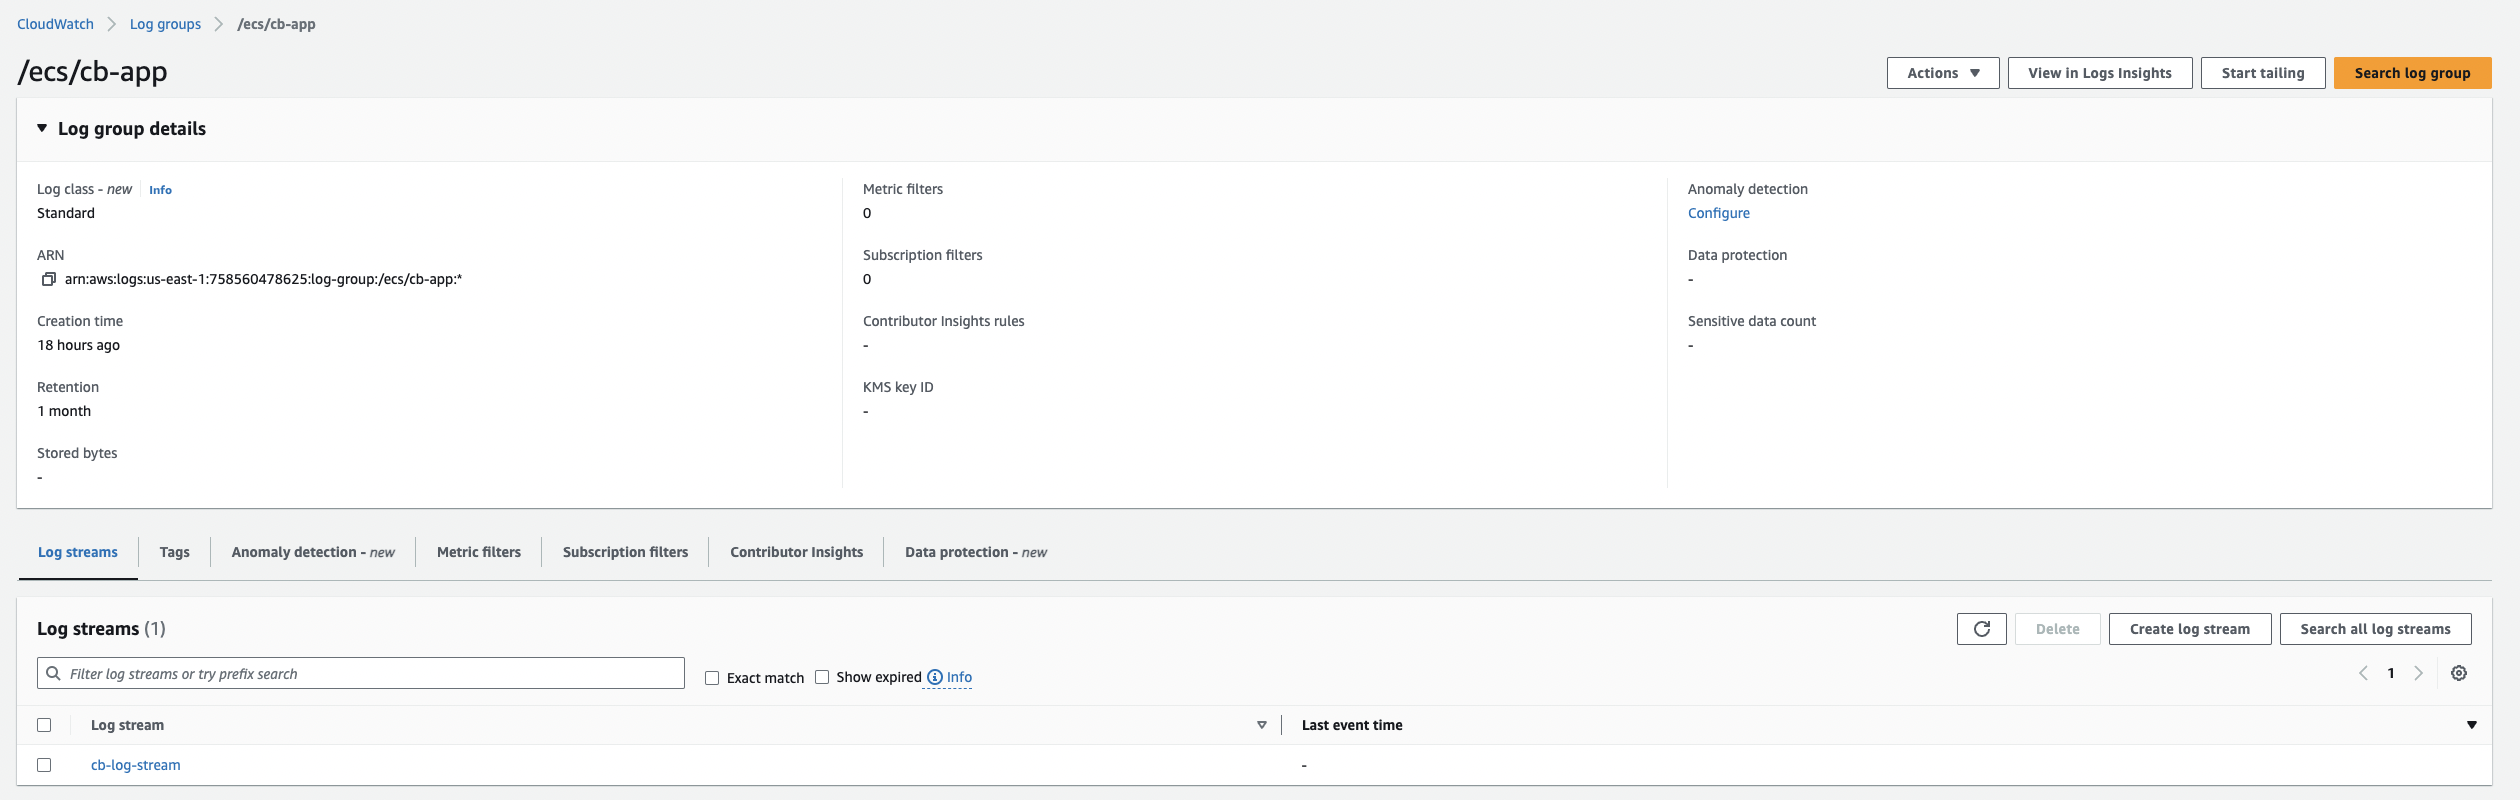 CloudWatch > Log groups > /ecs/cb-app
/ecs/cb-app
Actions ▼ View in Logs Insights Start tailing Search log group
▼ Log group details
Log class - new Info
Standard
ARN
arn:aws:logs:us-east-1:758560478625:log-group:/ecs/cb-app:*
Creation time
18 hours ago
Retention
1 month
Stored bytes
-
Metric filters
0
Subscription filters
0
Contributor Insights rules
-
KMS key ID
-
Anomaly detection
Configure
Data protection
-
Sensitive data count
-
Log streams Tags Anomaly detection - new Metric filters Subscription filters Contributor Insights Data protection - new
Log streams (1)
Delete Create log stream Search all log streams
Filter log streams or try prefix search Exact match Show expired Info 1
Log stream Last event time
cb-log-stream -